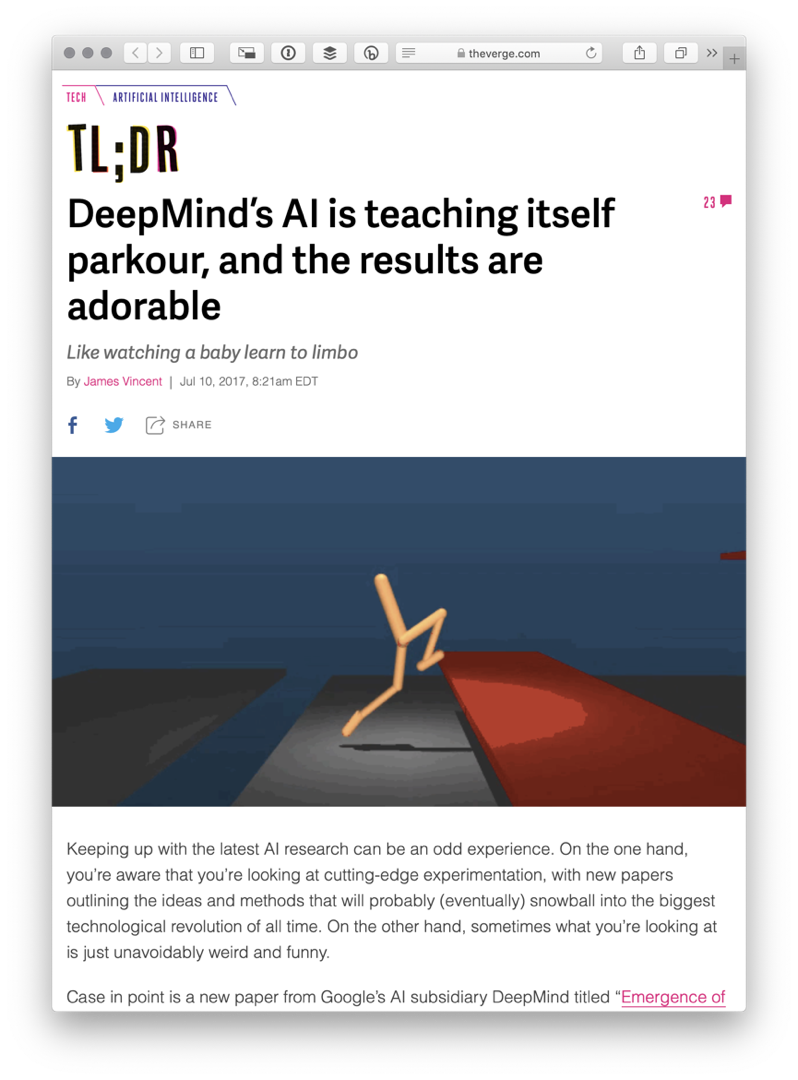 theverge.com
TECH
ARTIFICIAL INTELLIGENCE
TL;DR
DeepMind’s AI is teaching itself
parkour, and the results are
adorable
23
Like watching a baby learn to limbo
By James Vincent | Jul 10, 2017, 8:21am EDT
SHARE
Keeping up with the latest AI research can be an odd experience. On the one hand,
you’re aware that you’re looking at cutting-edge experimentation, with new papers
outlining the ideas and methods that will probably (eventually) snowball into the biggest
technological revolution of all time. On the other hand, sometimes what you’re looking at
is just unavoidably weird and funny.
Case in point is a new paper from Google’s AI subsidiary DeepMind titled “Emergence of